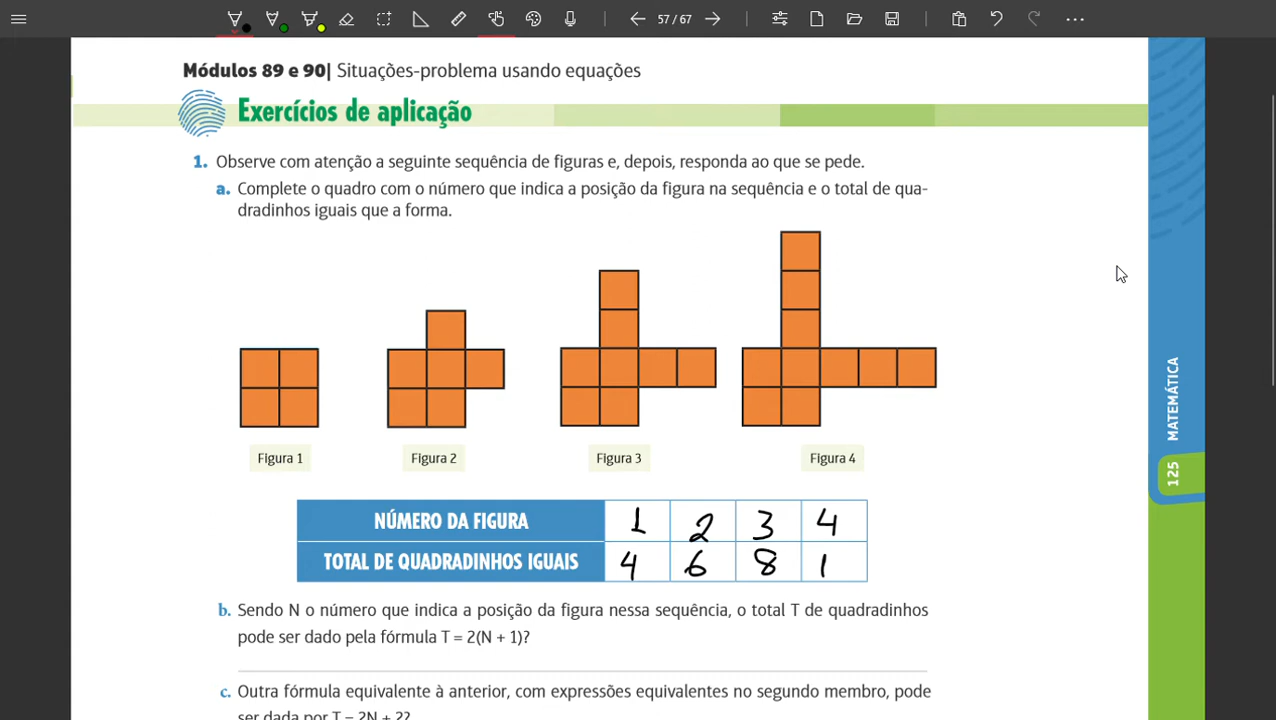 57 / 67
Módulos 89 e 90| Situações-problema usando equações
Exercícios de aplicação
1. Observe com atenção a seguinte sequência de figuras e, depois, responda ao que se pede.
a. Complete o quadro com o número que indica a posição da figura na sequência e o total de qua-
dradinhos iguais que a forma.
Figura 1 Figura 2 Figura 3 Figura 4
NÚMERO DA FIGURA 1 2 3 4
TOTAL DE QUADRADINHOS IGUAIS 4 6 8 1
b. Sendo N o número que indica a posição da figura nessa sequência, o total T de quadradinhos
pode ser dado pela fórmula T = 2(N + 1)?
c. Outra fórmula equivalente à anterior, com expressões equivalentes no segundo membro, pode
ser dada por T = 2N + 2?
MATEMÁTICA
125